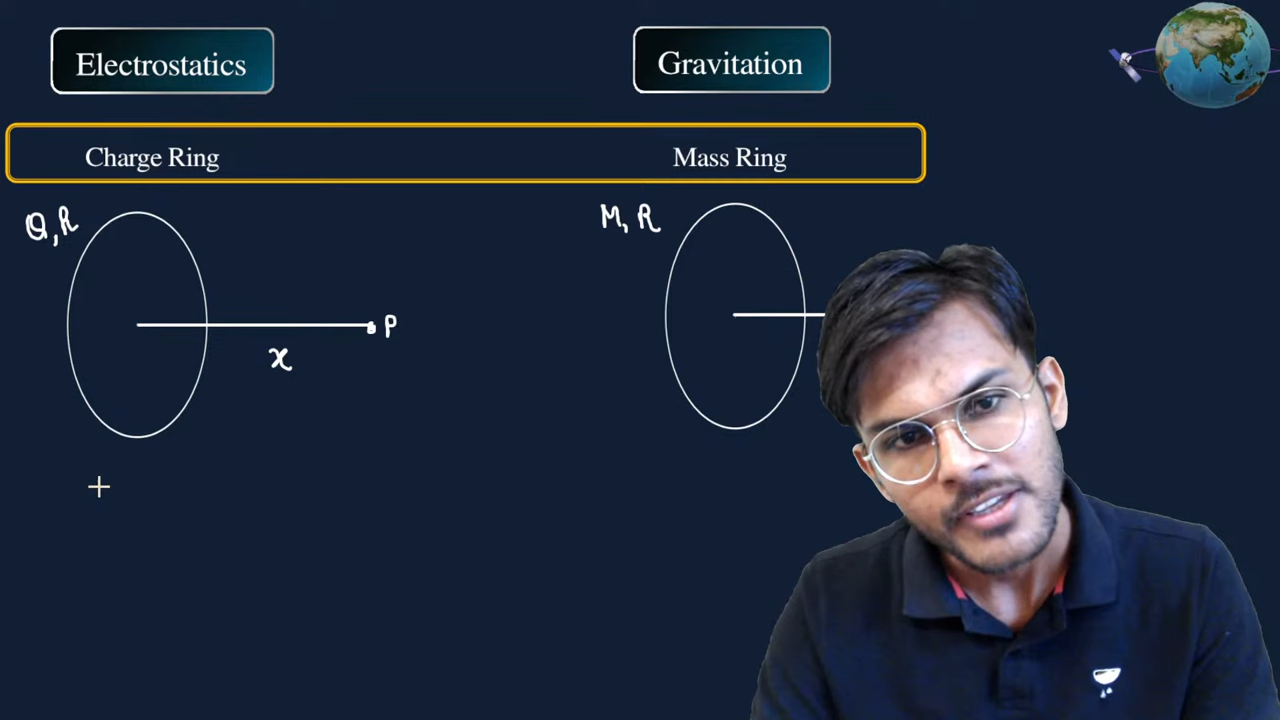 Electrostatics
Gravitation
Charge Ring
Mass Ring
Q, R
M, R
P
x